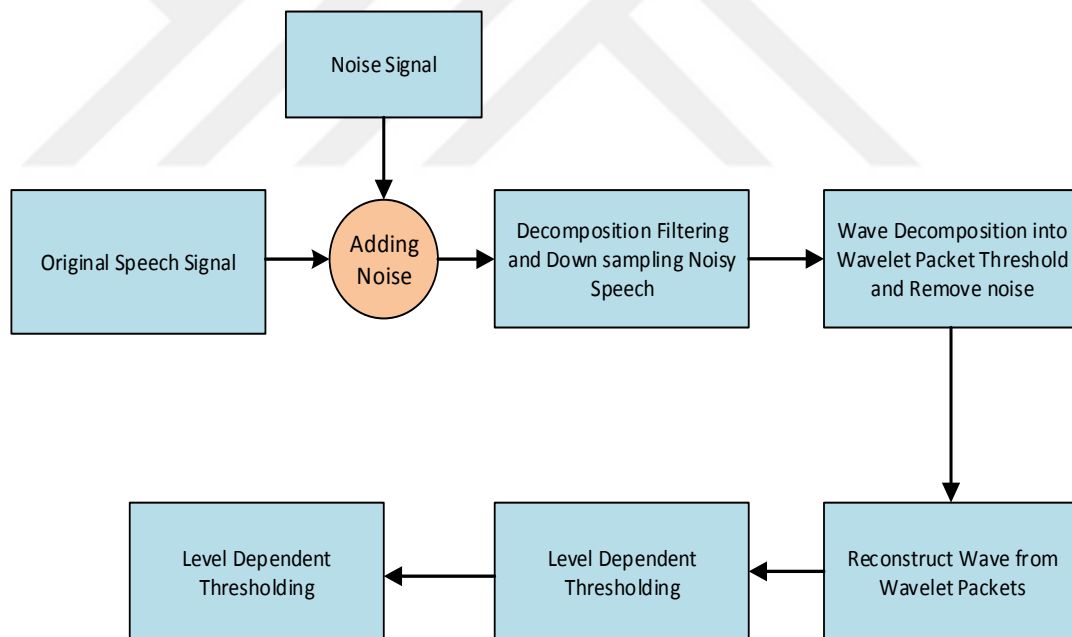 Noise Signal
Original Speech Signal
Adding
Noise
Decomposition Filtering
and Down sampling Noisy
Speech
Wave Decomposition into
Wavelet Packet Threshold
and Remove noise
Level Dependent
Thresholding
Level Dependent
Thresholding
Reconstruct Wave from
Wavelet Packets